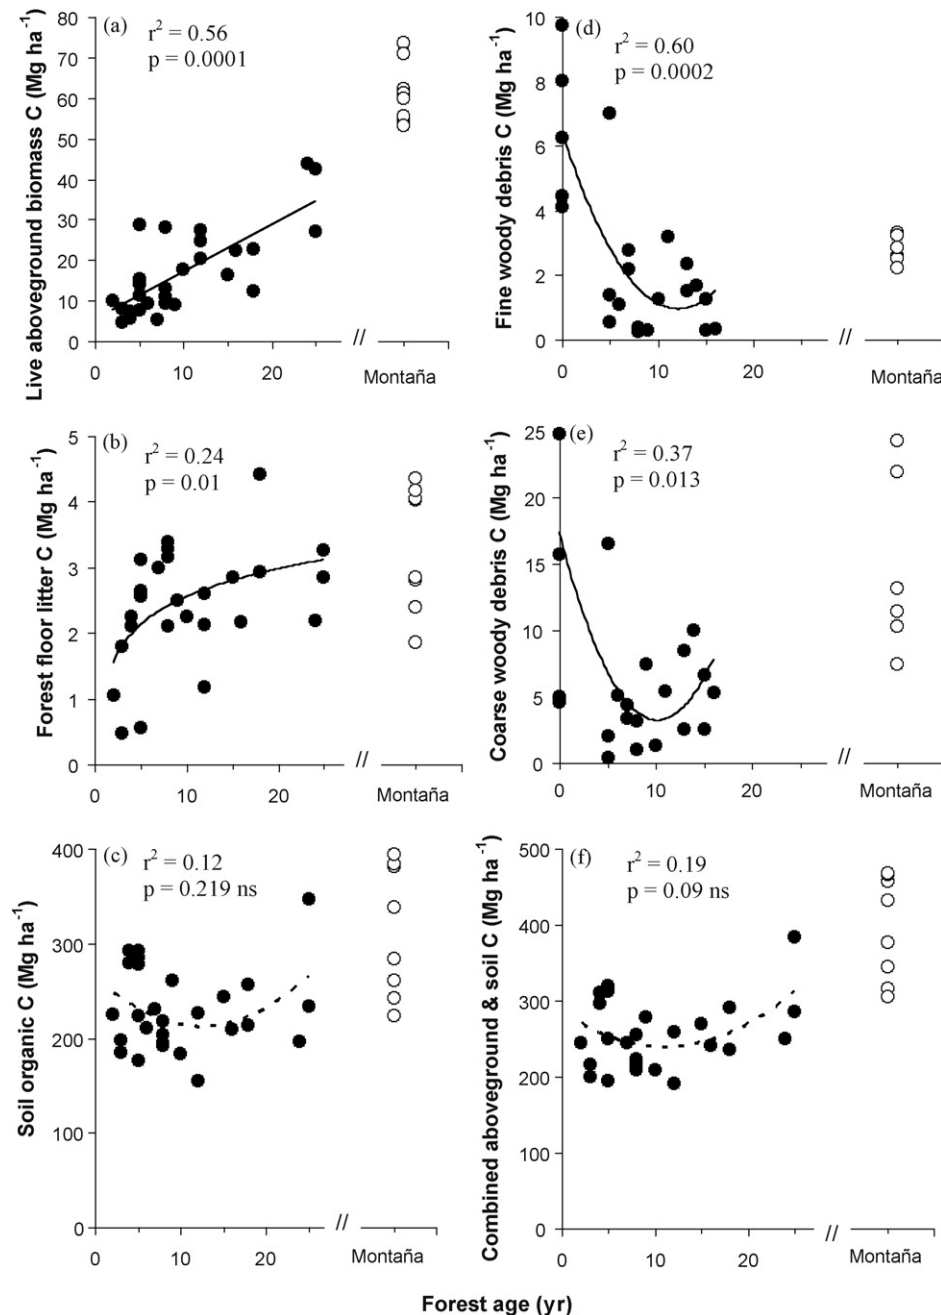 Live aboveground biomass C (Mg ha⁻¹)
(a)
r² = 0.56
p = 0.0001
80
70
60
50
40
30
20
10
0
0 10 20 // Montaña
Fine woody debris C (Mg ha⁻¹)
(d)
r² = 0.60
p = 0.0002
10
8
6
4
2
0
0 10 20 // Montaña
Forest floor litter C (Mg ha⁻¹)
(b)
r² = 0.24
p = 0.01
5
4
3
2
1
0
0 10 20 // Montaña
Coarse woody debris C (Mg ha⁻¹)
(e)
r² = 0.37
p = 0.013
25
20
15
10
5
0
0 10 20 // Montaña
Soil organic C (Mg ha⁻¹)
(c)
r² = 0.12
p = 0.219 ns
400
300
200
100
0
0 10 20 // Montaña
Combined aboveground & soil C (Mg ha⁻¹)
(f)
r² = 0.19
p = 0.09 ns
500
400
300
200
100
0
0 10 20 // Montaña
Forest age (yr)